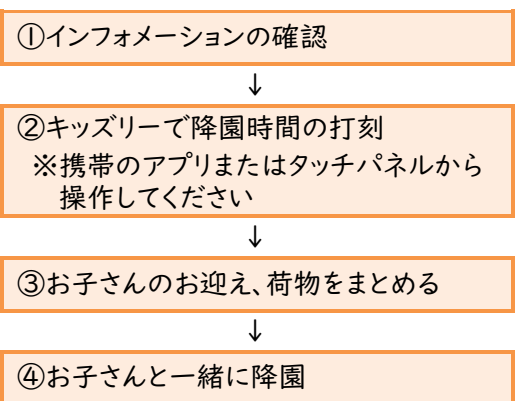 ①インフォメーションの確認
↓
②キッズリーで降園時間の打刻
※携帯のアプリまたはタッチパネルから
操作してください
↓
③お子さんのお迎え、荷物をまとめる
↓
④お子さんと一緒に降園